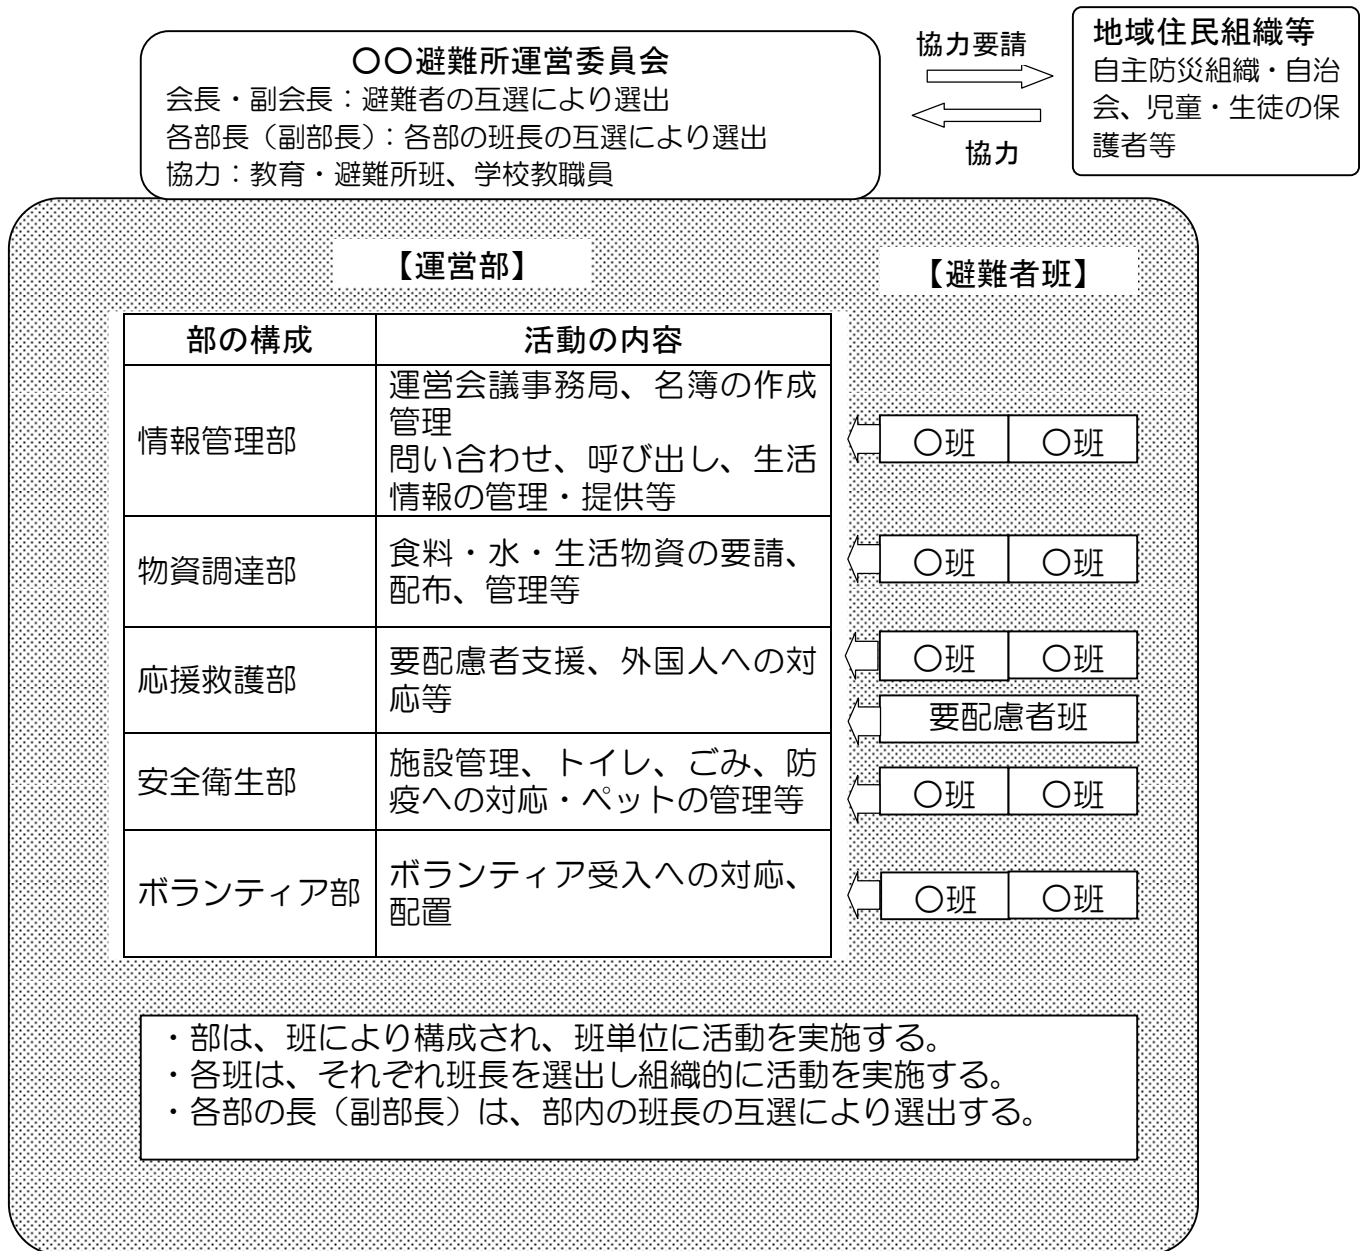 〇〇避難所運営委員会
会長・副会長：避難者の互選により選出
各部長（副部長）：各部の班長の互選により選出
協力：教育・避難所班、学校教職員
協力要請
協力
地域住民組織等
自主防災組織・自治
会、児童・生徒の保
護者等
【運営部】
【避難者班】
部の構成
活動の内容
情報管理部
運営会議事務局、名簿の作成
管理
問い合わせ、呼び出し、生活
情報の管理・提供等
〇班
〇班
物資調達部
食料・水・生活物資の要請、
配布、管理等
〇班
〇班
応援救護部
要配慮者支援、外国人への対
応等
〇班
〇班
要配慮者班
安全衛生部
施設管理、トイレ、ごみ、防
疫への対応・ペットの管理等
〇班
〇班
ボランティア部
ボランティア受入への対応、
配置
〇班
〇班
・部は、班により構成され、班単位に活動を実施する。
・各班は、それぞれ班長を選出し組織的に活動を実施する。
・各部の長（副部長）は、部内の班長の互選により選出する。